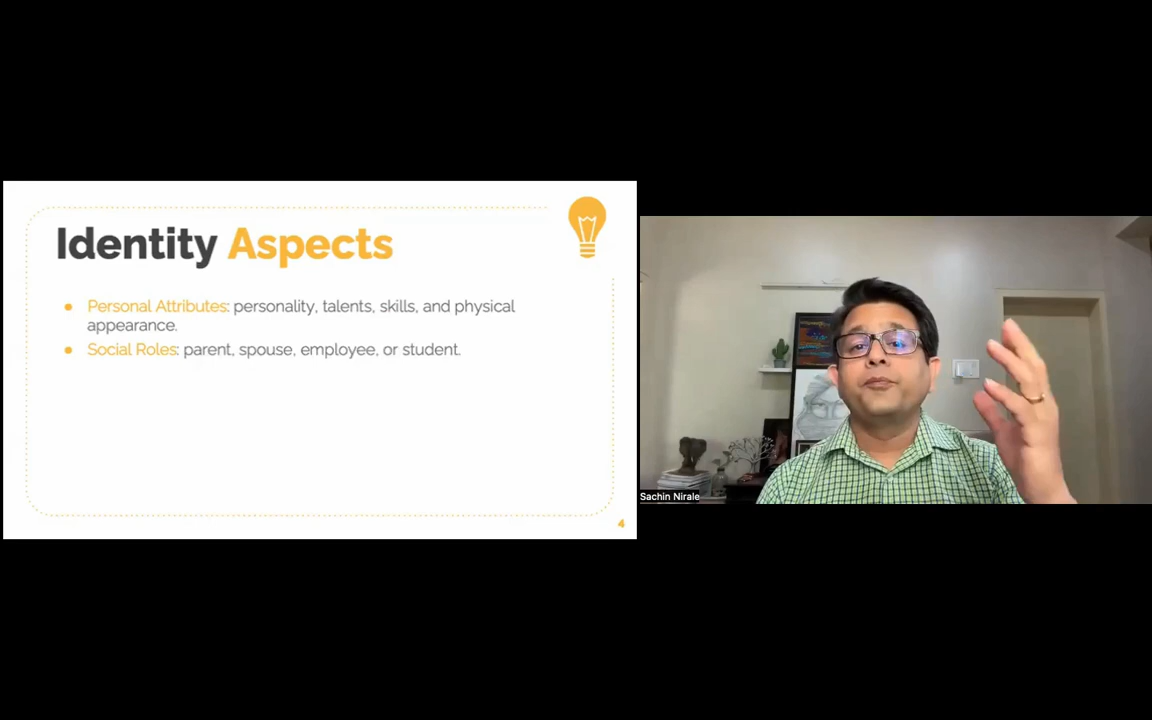 Identity Aspects
● Personal Attributes: personality, talents, skills, and physical
appearance.
● Social Roles: parent, spouse, employee, or student.
4
Sachin Nirale